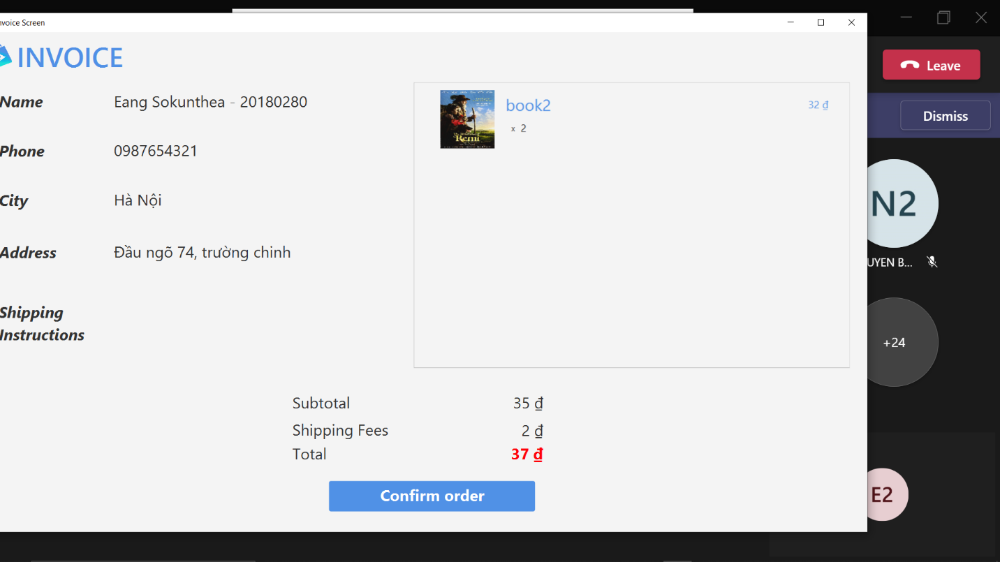 nvoice Screen
INVOICE
Name Eang Sokunthea - 20180280
Phone 0987654321
City Hà Nội
Address Đầu ngõ 74, trường chinh
Shipping
Instructions
Remi
book2 32 ₫
x 2
Subtotal 35 ₫
Shipping Fees 2 ₫
Total 37 ₫
Confirm order
Leave
Dismiss
N2
UYEN B...
+24
E2